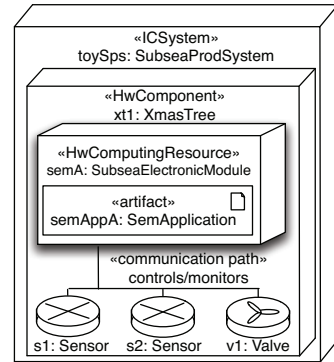 «ICSystem»
toySps: SubseaProdSystem
«HwComponent»
xt1: XmasTree
«HwComputingResource»
semA: SubseaElectronicModule
«artifact»
semAppA: SemApplication
«communication path»
controls/monitors
s1: Sensor s2: Sensor v1: Valve